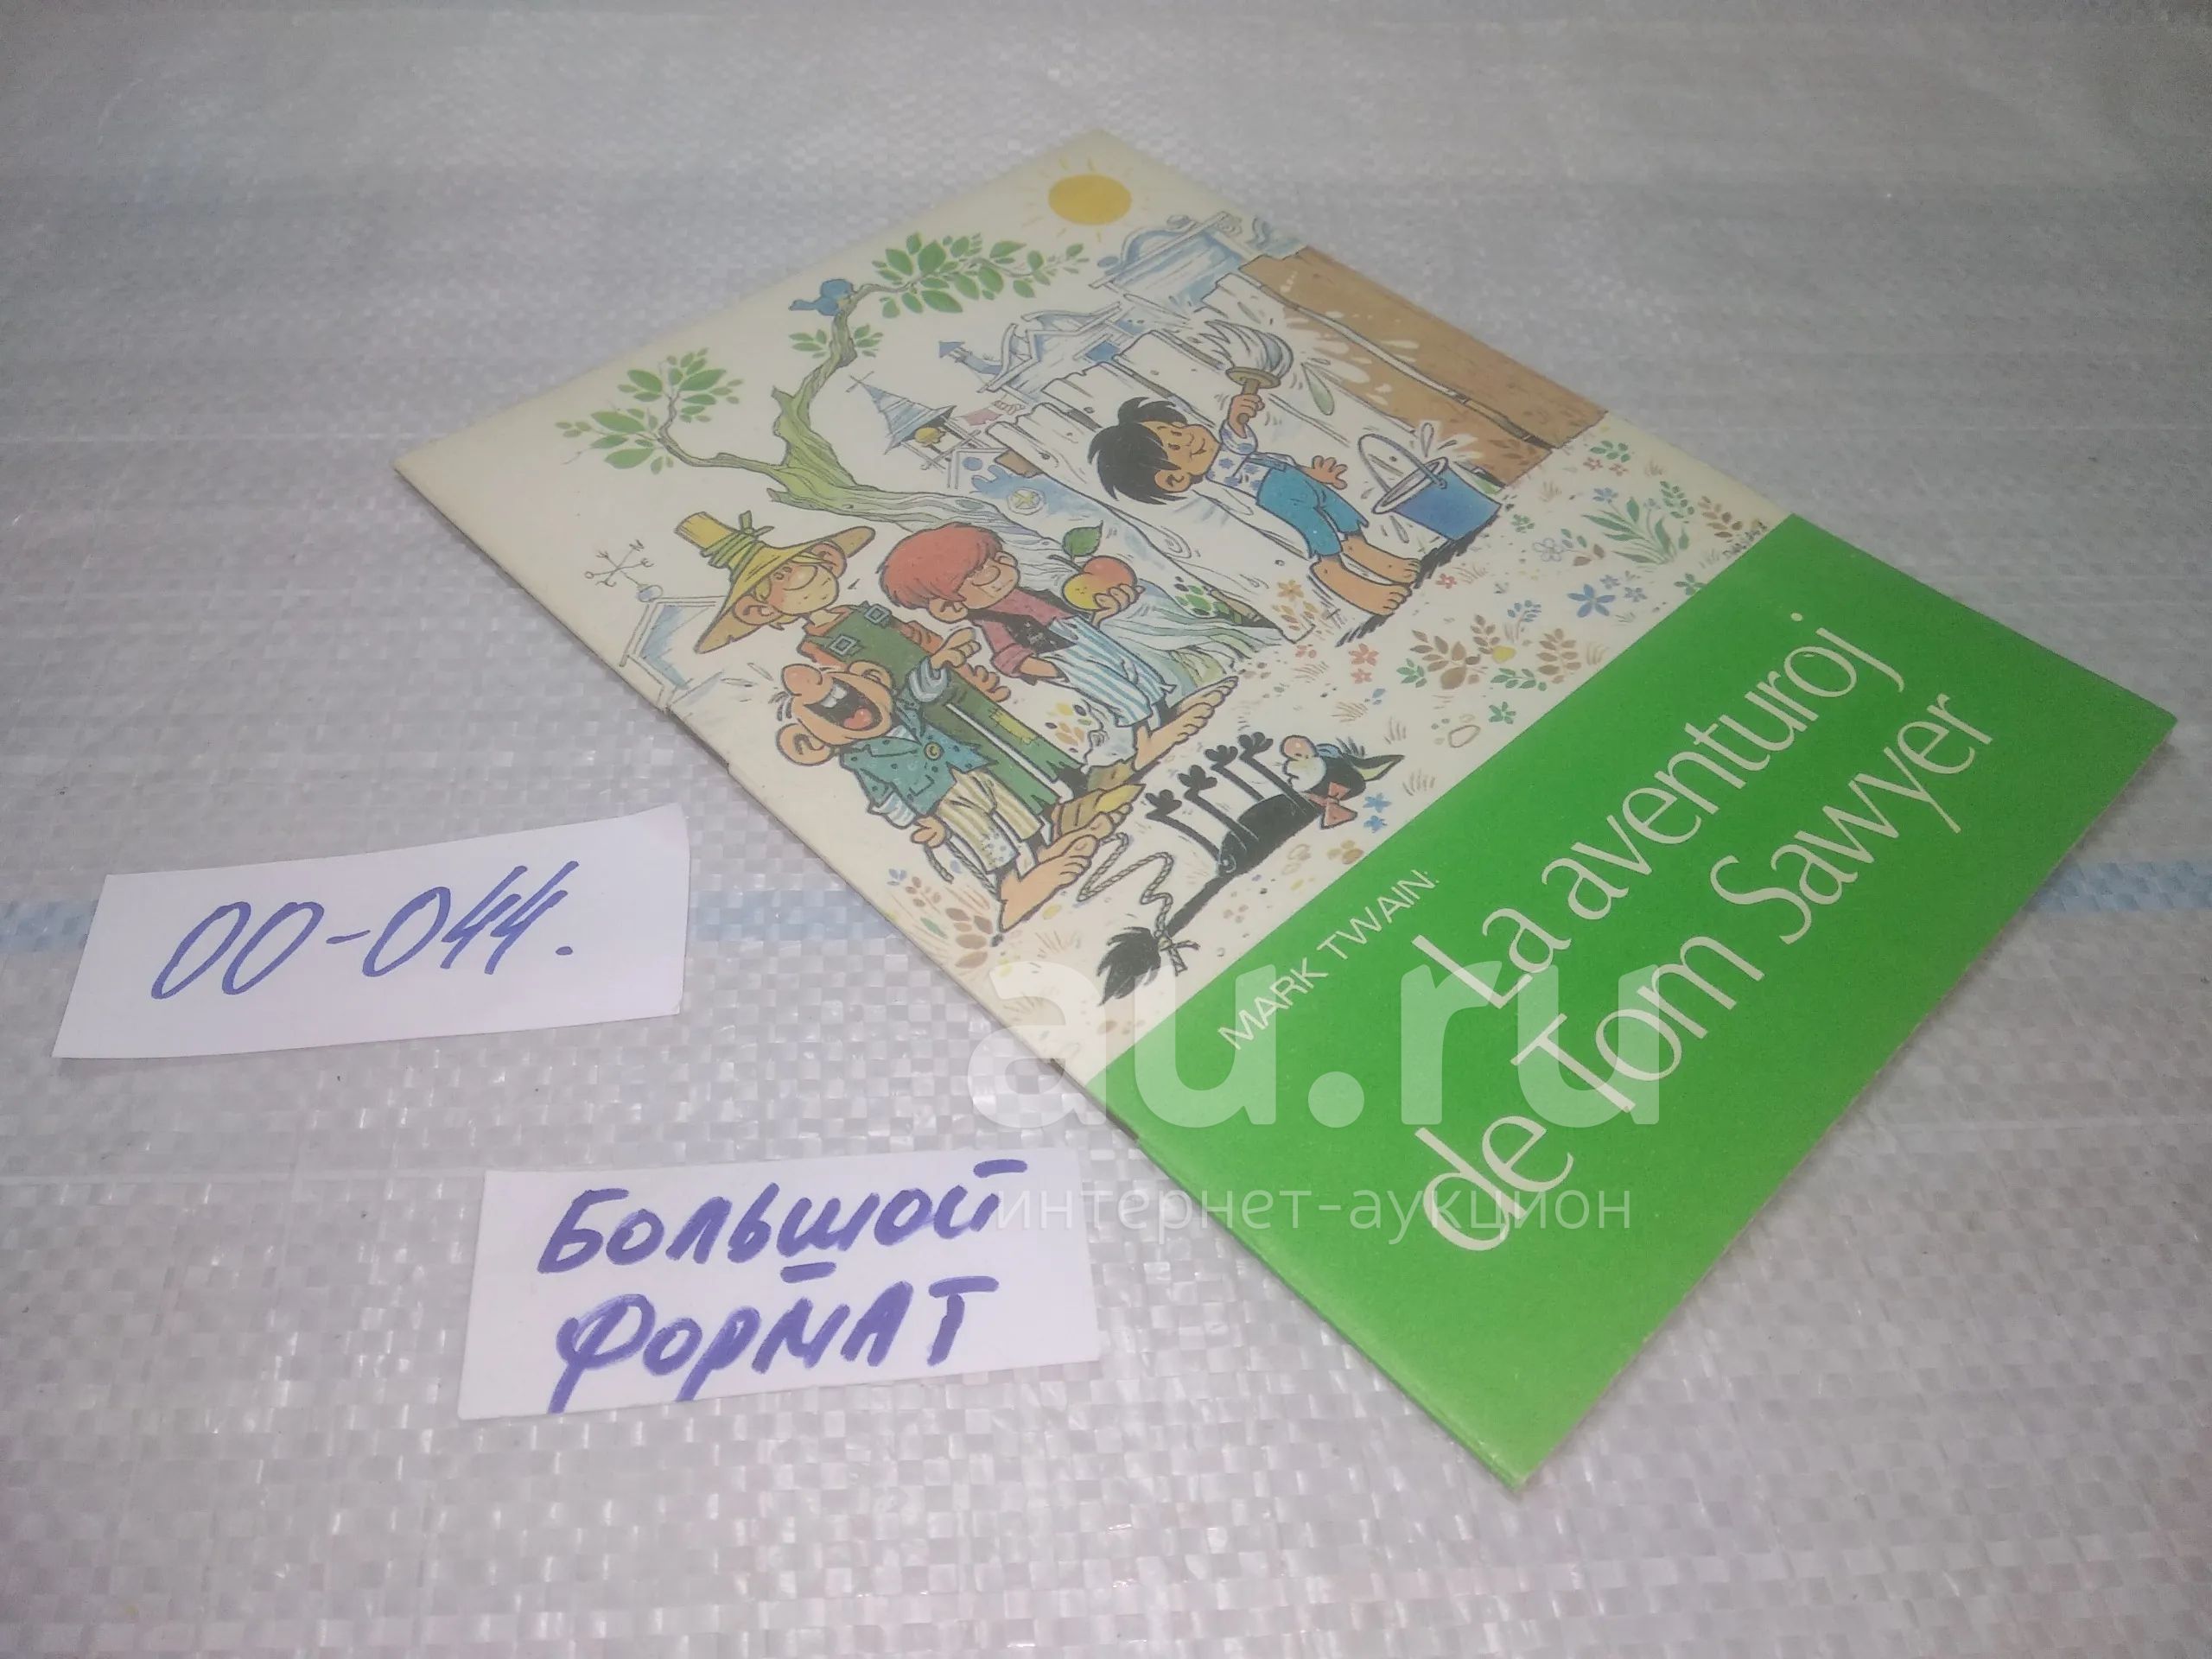 MARK TWAIN:
La aventuroj
de Tom Sawyer
00-044.
БОЛЬШОЙ
ФОРМАТ
au.ru
интернет-аукцион